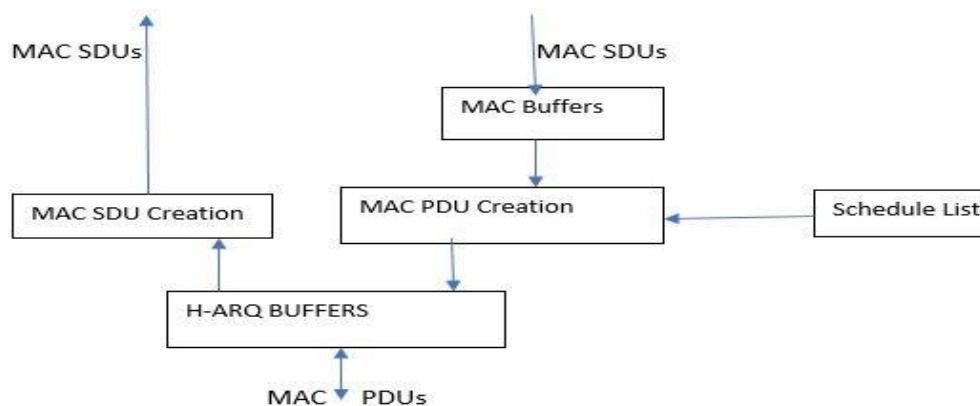 MAC SDUs
MAC SDUs
MAC Buffers
MAC SDU Creation
MAC PDU Creation
Schedule List
H-ARQ BUFFERS
MAC PDUs